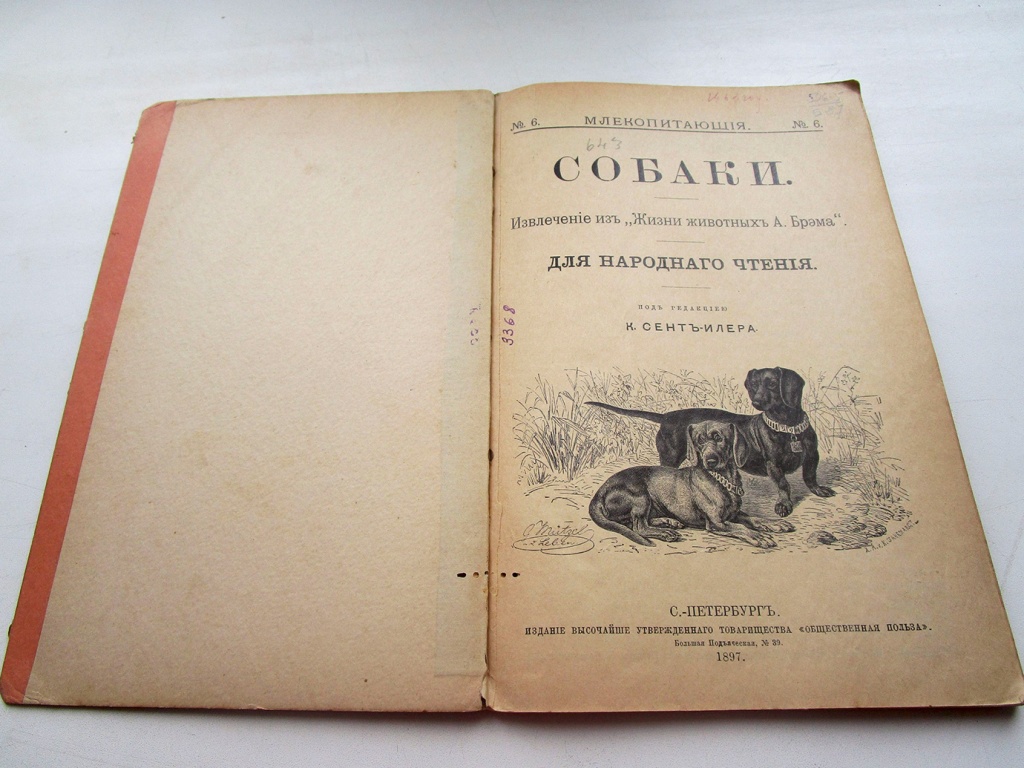 №. 6. МЛЕКОПИТАЮЩІЯ. №. 6.
643
СОБАКИ.
Извлеченіе изъ „Жизни животныхъ А. Брэма“.
ДЛЯ НАРОДНАГО ЧТЕНІЯ.
ПОДЪ РЕДАКЦІЕЮ
К. СЕНТЪ-ИЛЕРА.
3368
С.-ПЕТЕРБУРГЪ.
ИЗДАНІЕ ВЫСОЧАЙШЕ УТВЕРЖДЕННАГО ТОВАРИЩЕСТВА «ОБЩЕСТВЕННАЯ ПОЛЬЗА».
Большая Подъяческая, № 39.
1897.